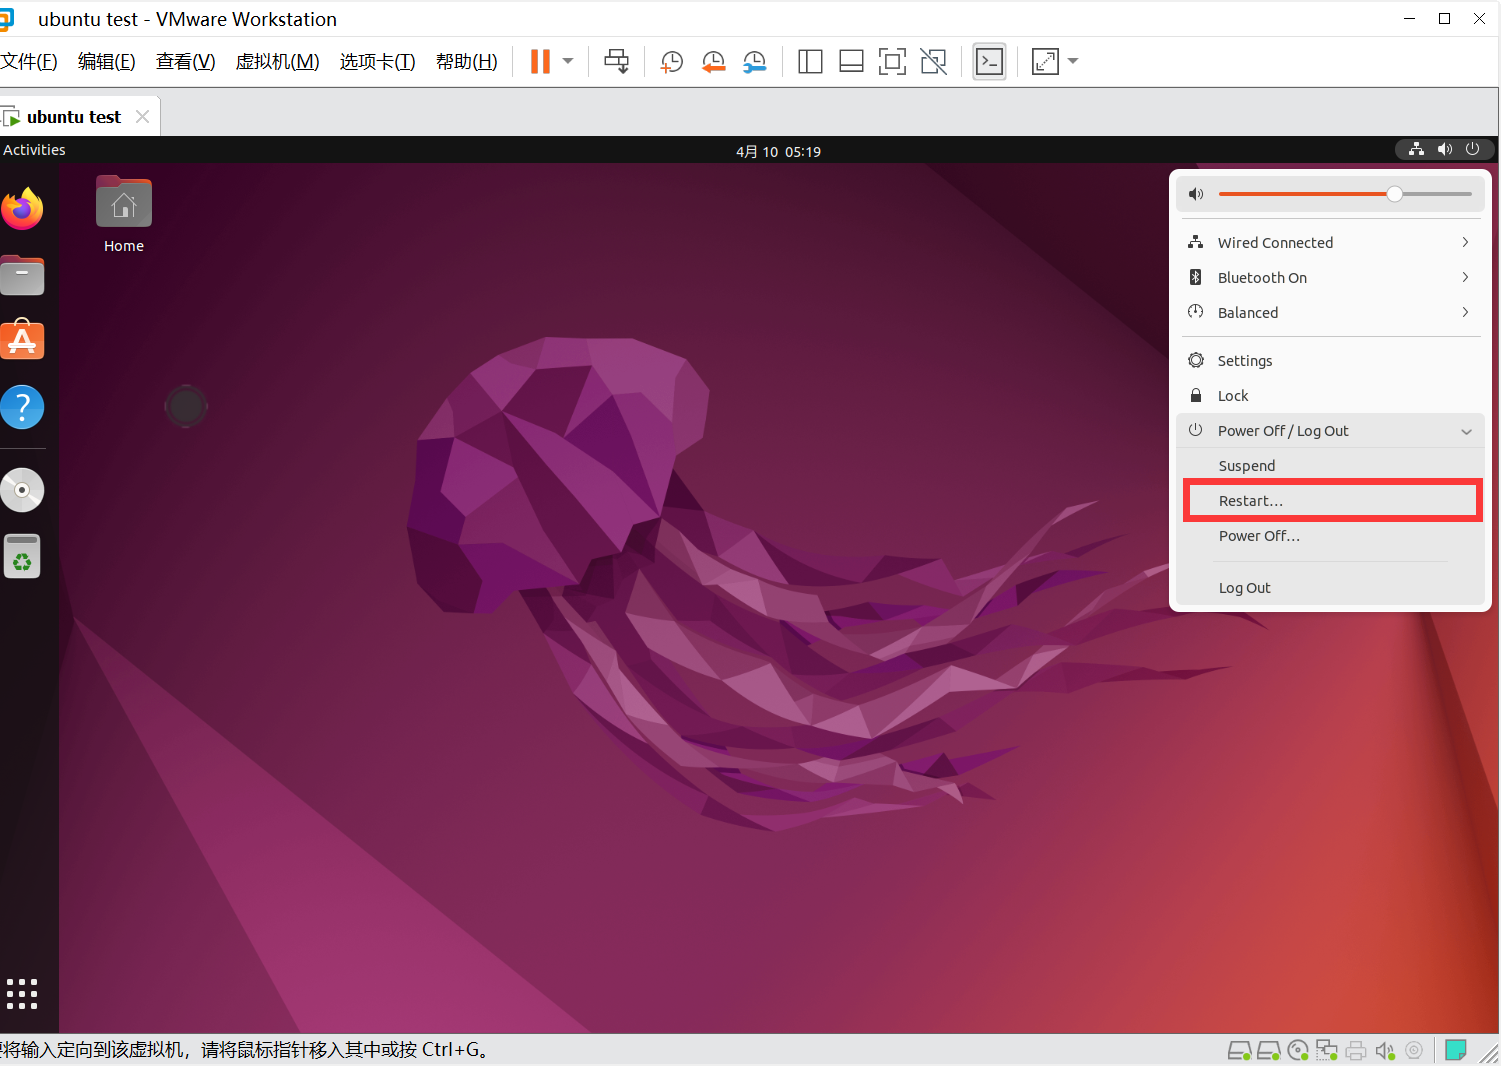 ubuntu test - VMware Workstation
文件(F) 编辑(E) 查看(V) 虚拟机(M) 选项卡(T) 帮助(H)
ubuntu test
Activities
4月 10 05:19
Home
Wired Connected
Bluetooth On
Balanced
Settings
Lock
Power Off / Log Out
Suspend
Restart...
Power Off...
Log Out
将输入定向到该虚拟机，请将鼠标指针移入其中或按 Ctrl+G。